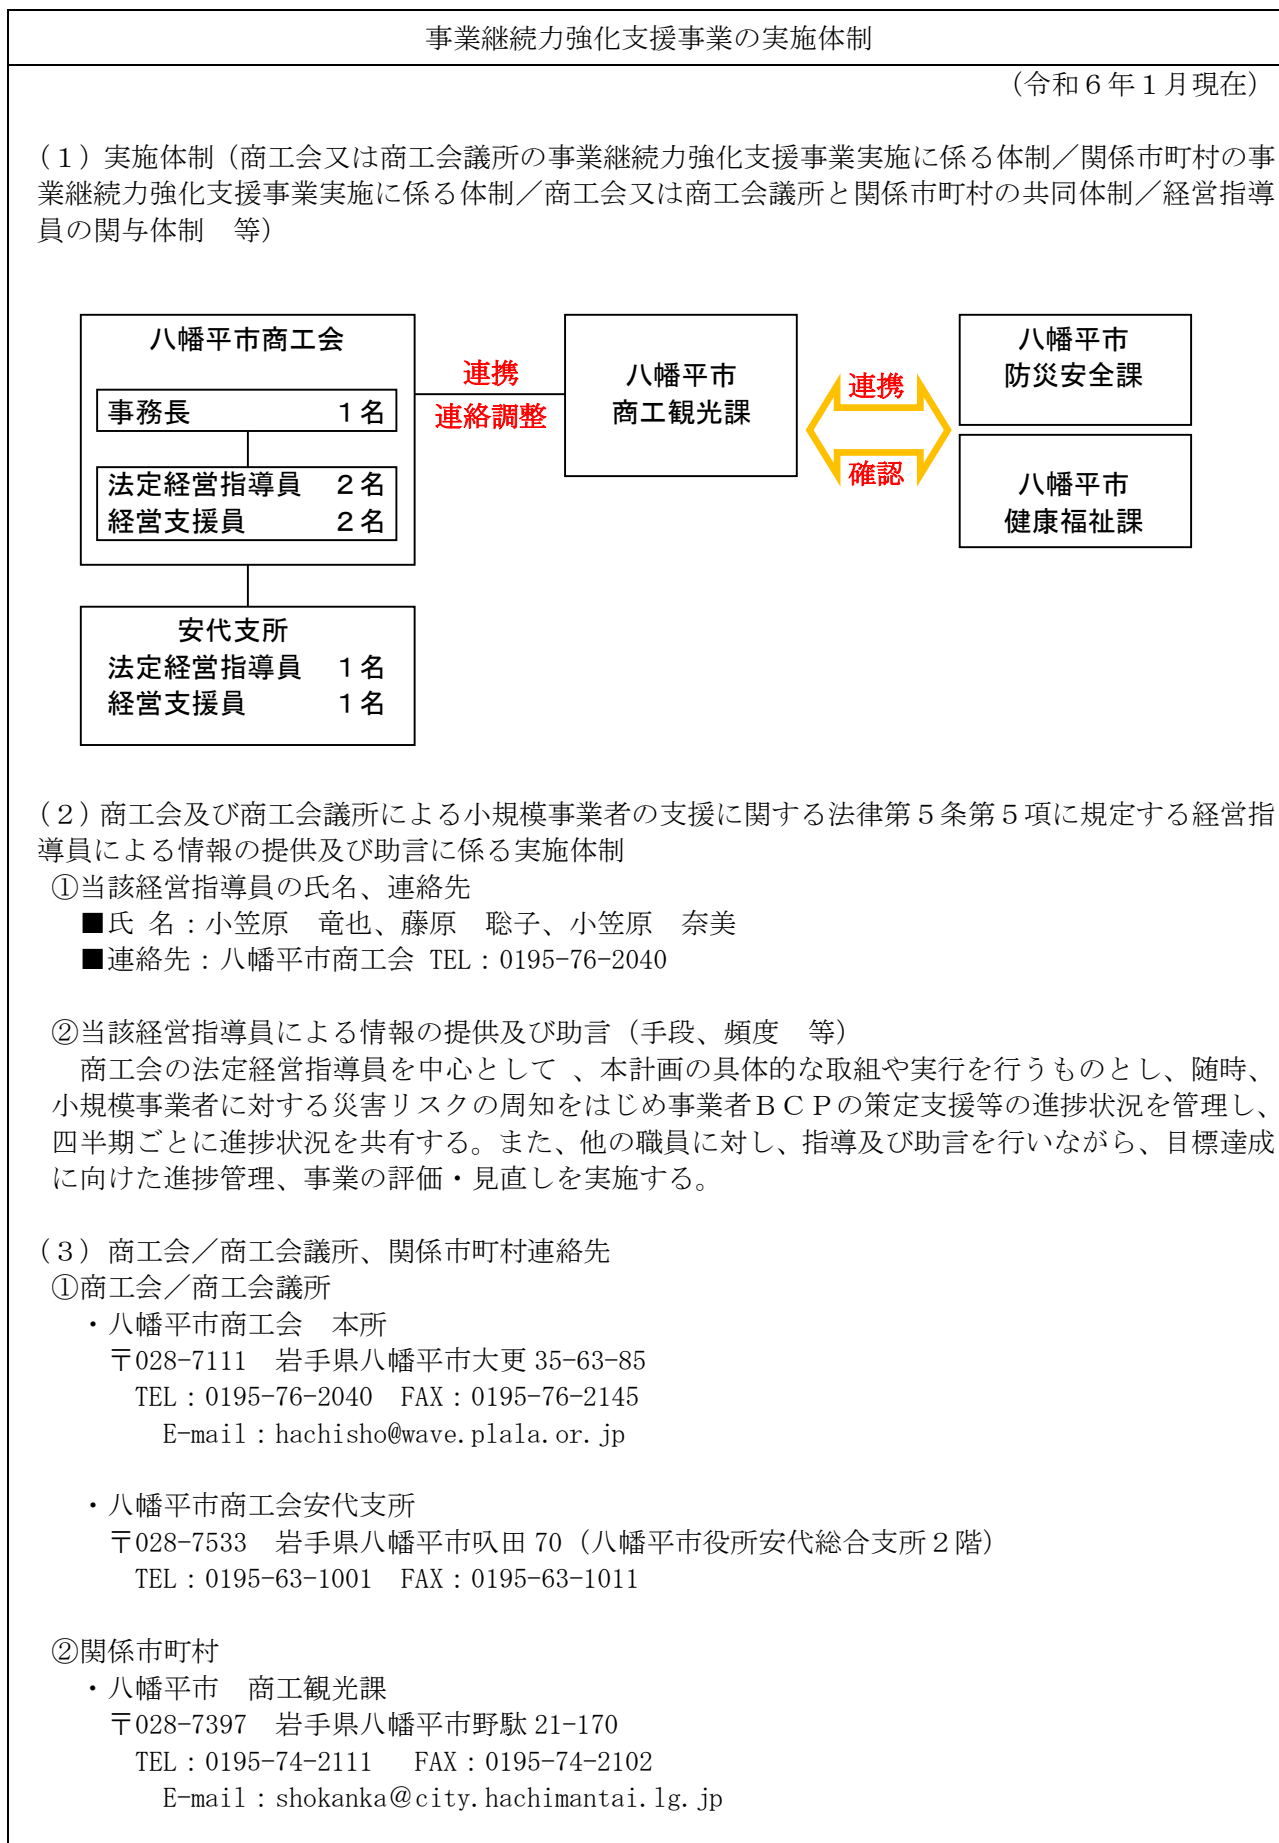 事業継続力強化支援事業の実施体制
（令和６年１月現在）
（１）実施体制（商工会又は商工会議所の事業継続力強化支援事業実施に係る体制／関係市町村の事
業継続力強化支援事業実施に係る体制／商工会又は商工会議所と関係市町村の共同体制／経営指導
員の関与体制　等）
八幡平市商工会
事務長　１名
法定経営指導員　２名
経営支援員　２名
安代支所
法定経営指導員　１名
経営支援員　１名
連携
連絡調整
八幡平市
商工観光課
連携
確認
八幡平市
防災安全課
八幡平市
健康福祉課
（２）商工会及び商工会議所による小規模事業者の支援に関する法律第５条第５項に規定する経営指
導員による情報の提供及び助言に係る実施体制
①当該経営指導員の氏名、連絡先
■氏 名：小笠原　竜也、藤原　聡子、小笠原　奈美
■連絡先：八幡平市商工会 TEL：0195-76-2040
②当該経営指導員による情報の提供及び助言（手段、頻度　等）
商工会の法定経営指導員を中心として 、本計画の具体的な取組や実行を行うものとし、随時、
小規模事業者に対する災害リスクの周知をはじめ事業者ＢＣＰの策定支援等の進捗状況を管理し、
四半期ごとに進捗状況を共有する。また、他の職員に対し、指導及び助言を行いながら、目標達成
に向けた進捗管理、事業の評価・見直しを実施する。
（３）商工会／商工会議所、関係市町村連絡先
①商工会／商工会議所
・八幡平市商工会　本所
〒028-7111　岩手県八幡平市大更 35-63-85
TEL：0195-76-2040　FAX：0195-76-2145
E-mail：hachisho@wave.plala.or.jp
・八幡平市商工会安代支所
〒028-7533　岩手県八幡平市叺田 70（八幡平市役所安代総合支所２階）
TEL：0195-63-1001　FAX：0195-63-1011
②関係市町村
・八幡平市　商工観光課
〒028-7397　岩手県八幡平市野駄 21-170
TEL：0195-74-2111　 FAX：0195-74-2102
E-mail：shokanka＠city.hachimantai.lg.jp